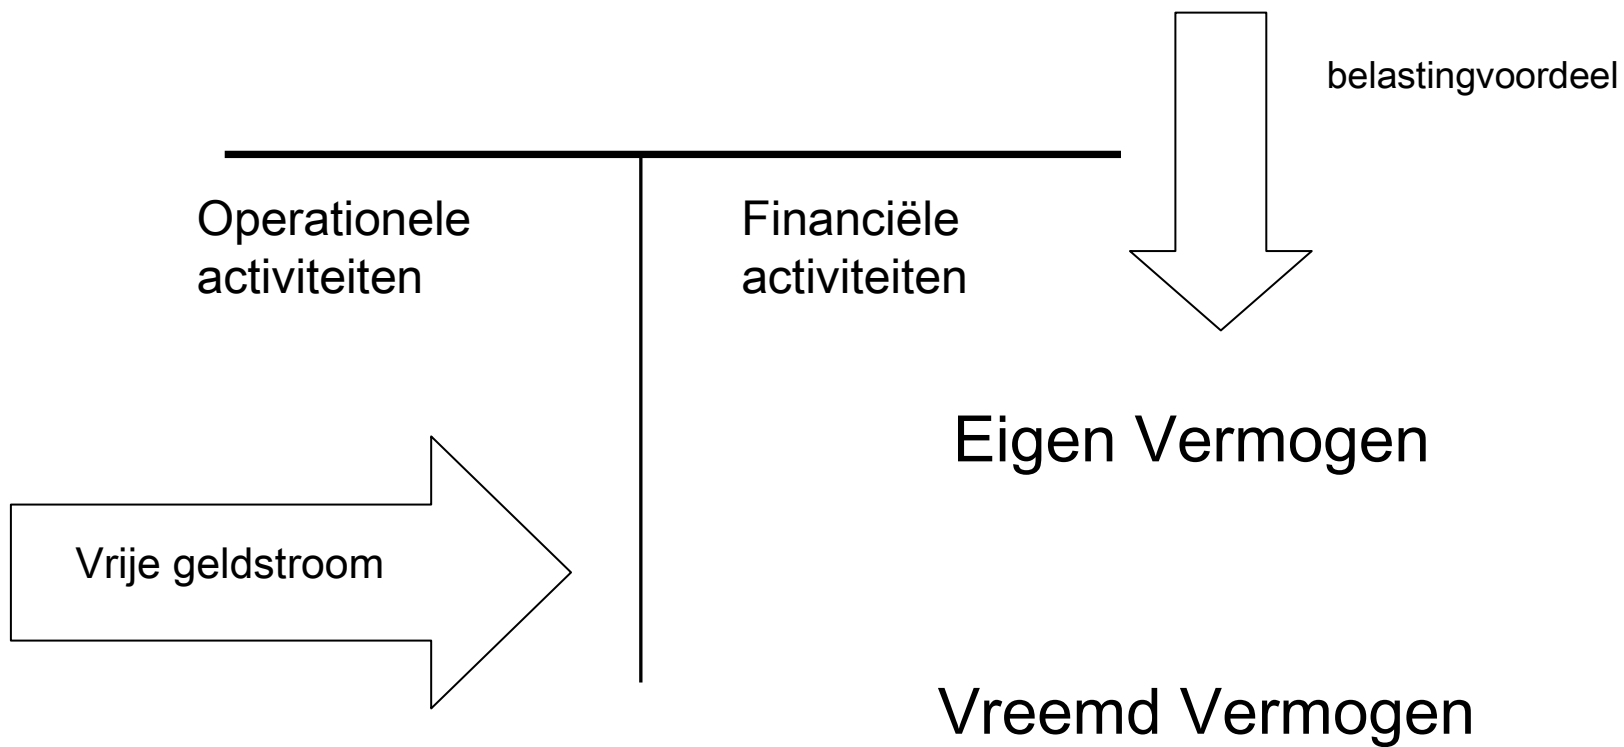 belastingvoordeel
Operationele
activiteiten
Financiële
activiteiten
Eigen Vermogen
Vrije geldstroom
Vreemd Vermogen